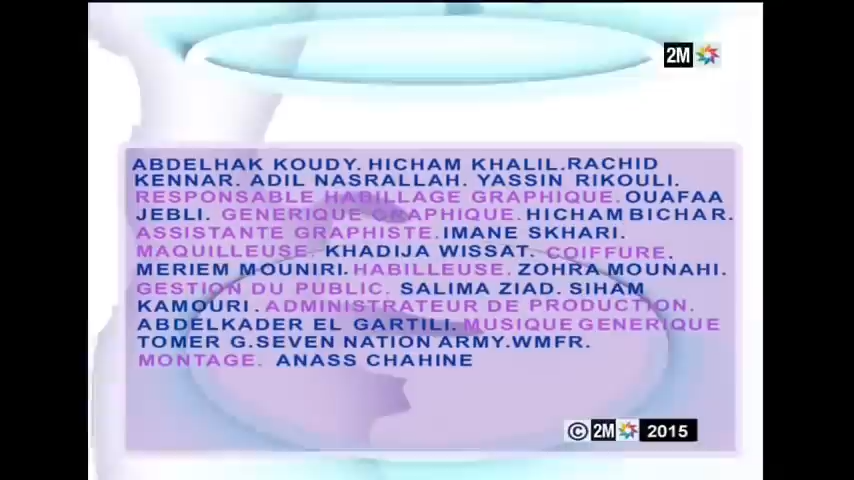 2M
ABDELHAK KOUDY. HICHAM KHALIL. RACHID
KENNAR. ADIL NASRALLAH. YASSIN RIKOULI.
RESPONSABLE HABILLAGE GRAPHIQUE. OUAFAA
JEBLI. GENERIQUE GRAPHIQUE. HICHAM BICHAR.
ASSISTANTE GRAPHISTE. IMANE SKHARI.
MAQUILLEUSE. KHADIJA WISSAT. COIFFURE.
MERIEM MOUNIRI. HABILLEUSE. ZOHRA MOUNAHI.
GESTION DU PUBLIC. SALIMA ZIAD. SIHAM
KAMOURI. ADMINISTRATEUR DE PRODUCTION.
ABDELKADER EL GARTILI. MUSIQUE GENERIQUE
TOMER G.SEVEN NATION ARMY.WMFR.
MONTAGE. ANASS CHAHINE
© 2M 2015